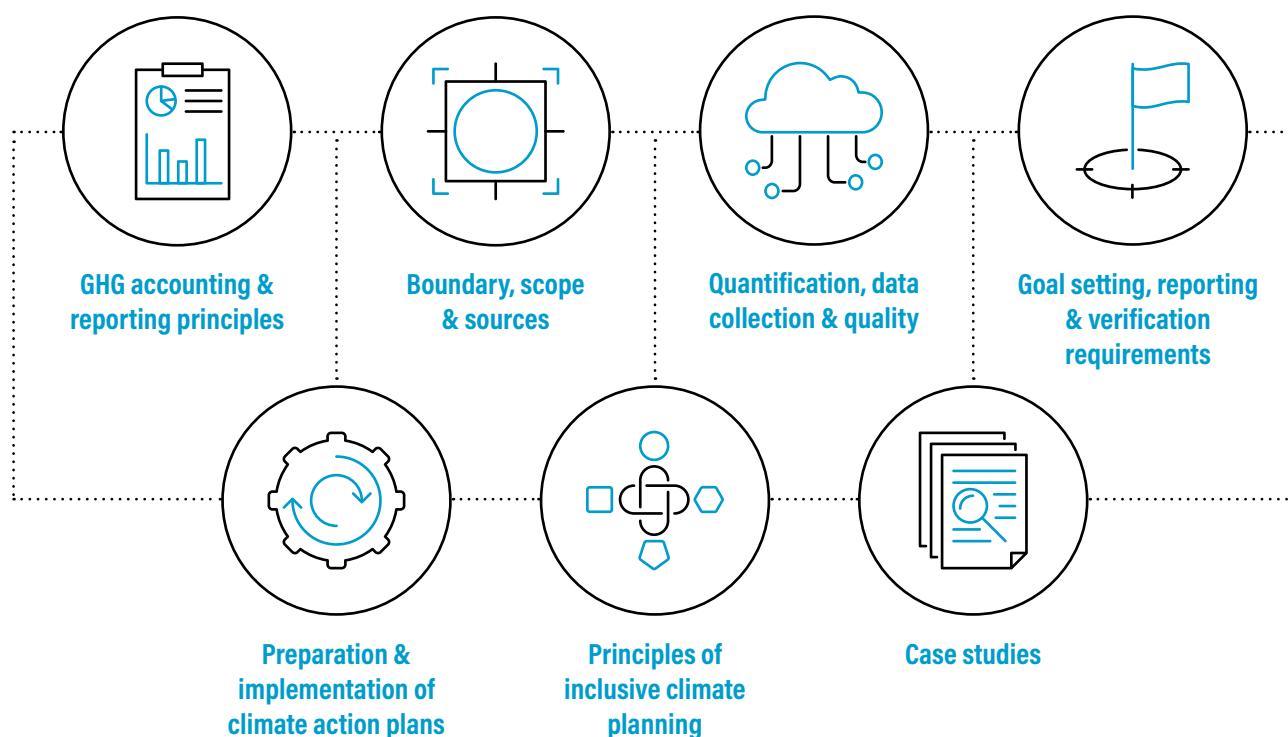 GHG accounting &
reporting principles
Boundary, scope
& sources
Quantification, data
collection & quality
Goal setting, reporting
& verification
requirements
Preparation &
implementation of
climate action plans
Principles of
inclusive climate
planning
Case studies